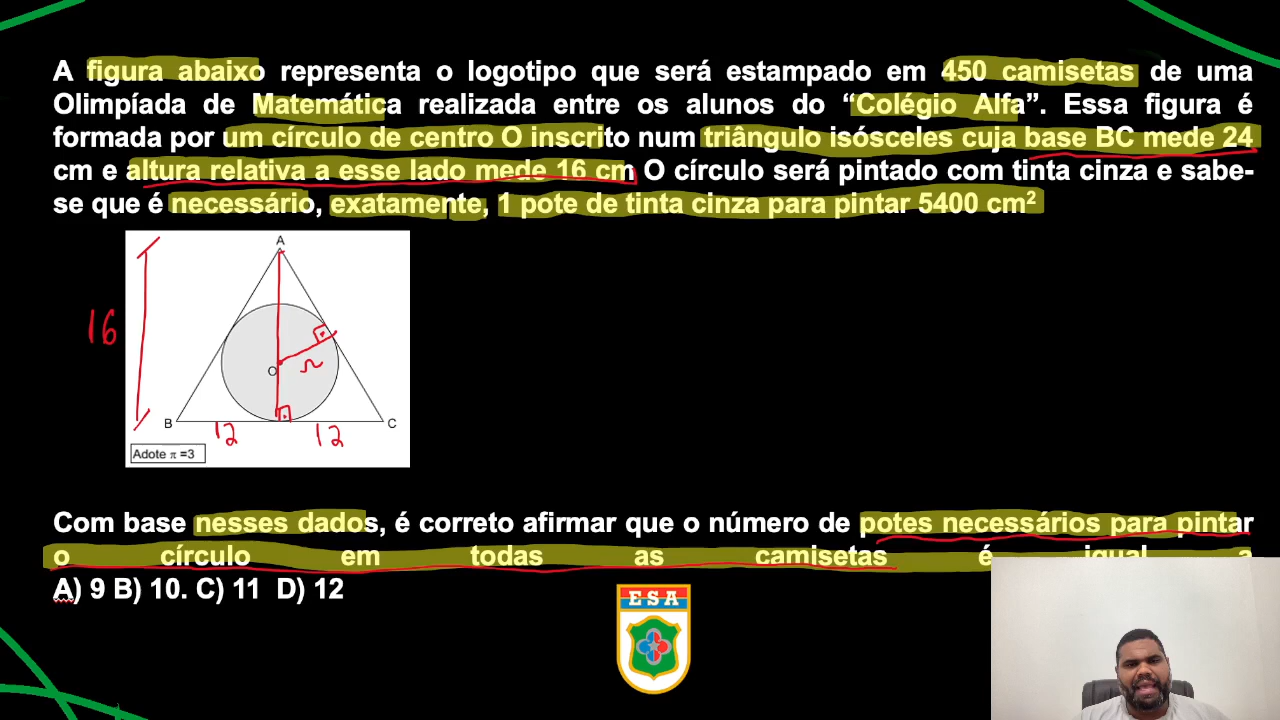 A figura abaixo representa o logotipo que será estampado em 450 camisetas de uma
Olimpíada de Matemática realizada entre os alunos do “Colégio Alfa”. Essa figura é
formada por um círculo de centro O inscrito num triângulo isósceles cuja base BC mede 24
cm e altura relativa a esse lado mede 16 cm O círculo será pintado com tinta cinza e sabe-
se que é necessário, exatamente, 1 pote de tinta cinza para pintar 5400 cm²
A
16
O
r
B
C
12
12
Adote π =3
Com base nesses dados, é correto afirmar que o número de potes necessários para pintar
o círculo em todas as camisetas é igual a
A) 9 B) 10. C) 11 D) 12
ESA